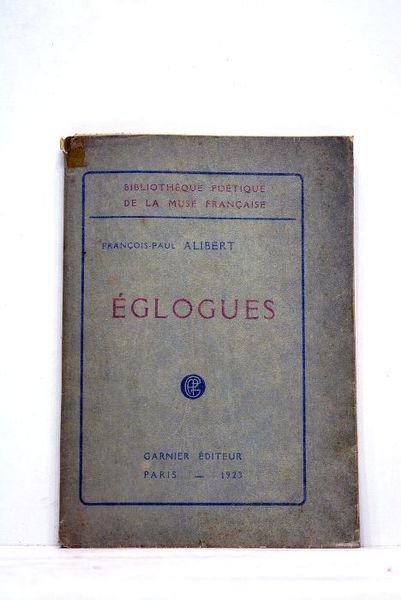 BIBLIOTHÈQUE POÉTIQUE
DE LA MUSE FRANÇAISE
FRANÇOIS-PAUL ALIBERT
ÉGLOGUES
GARNIER ÉDITEUR
PARIS — 1923